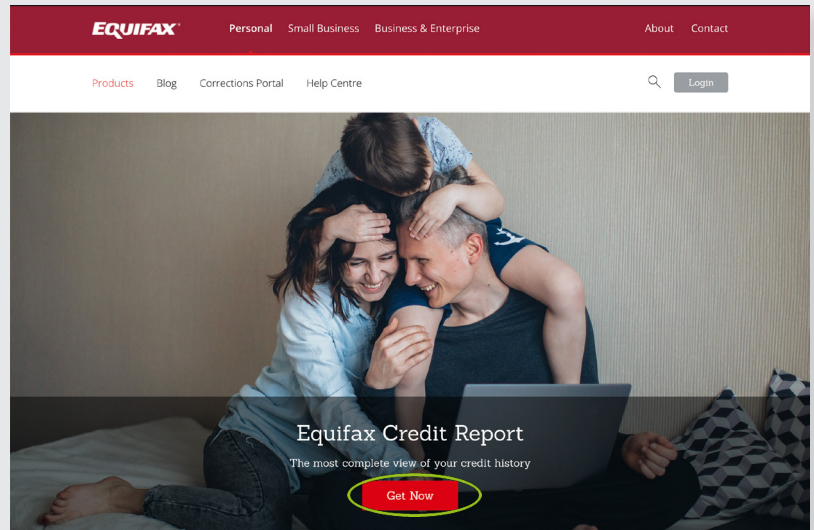 EQUIFAX Personal Small Business Business & Enterprise About Contact
Products Blog Corrections Portal Help Centre Login
Equifax Credit Report
The most complete view of your credit history
Get Now